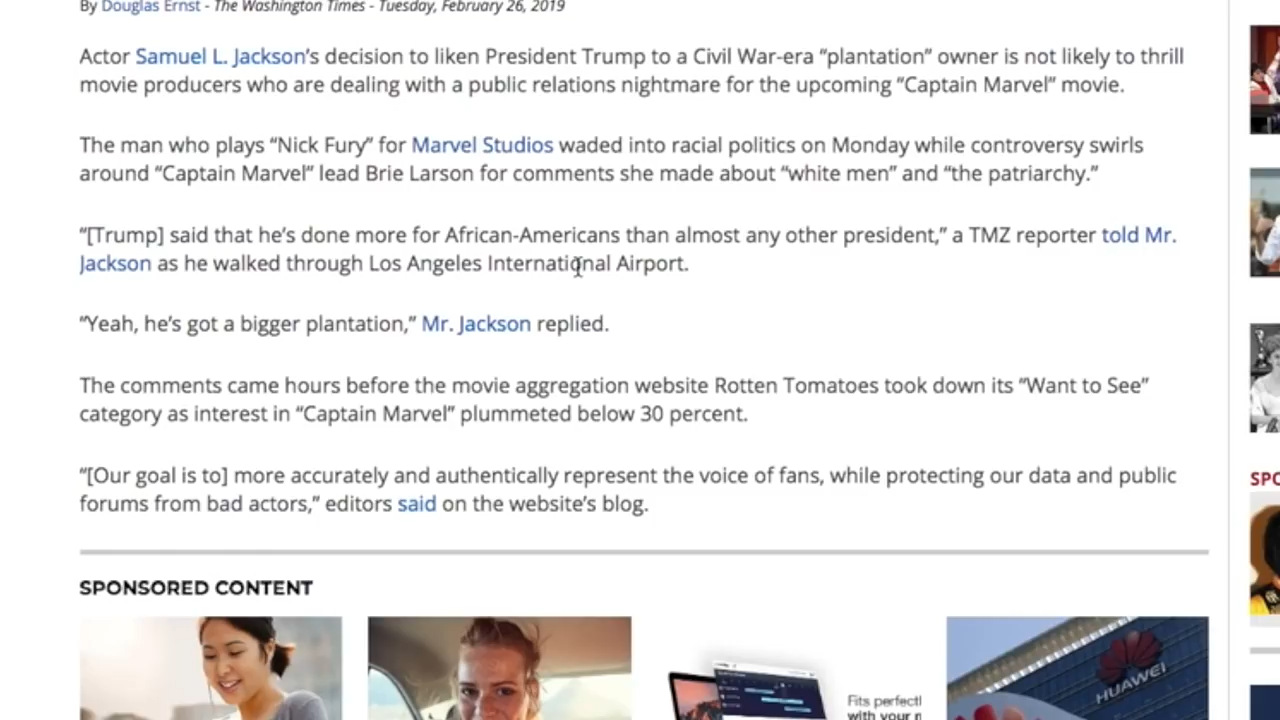 By Douglas Ernst - The Washington Times - Tuesday, February 26, 2019
Actor Samuel L. Jackson’s decision to liken President Trump to a Civil War-era “plantation” owner is not likely to thrill
movie producers who are dealing with a public relations nightmare for the upcoming “Captain Marvel” movie.
The man who plays “Nick Fury” for Marvel Studios waded into racial politics on Monday while controversy swirls
around “Captain Marvel” lead Brie Larson for comments she made about “white men” and “the patriarchy.”
“[Trump] said that he’s done more for African-Americans than almost any other president,” a TMZ reporter told Mr.
Jackson as he walked through Los Angeles International Airport.
“Yeah, he’s got a bigger plantation,” Mr. Jackson replied.
The comments came hours before the movie aggregation website Rotten Tomatoes took down its “Want to See”
category as interest in “Captain Marvel” plummeted below 30 percent.
“[Our goal is to] more accurately and authentically represent the voice of fans, while protecting our data and public
forums from bad actors,” editors said on the website’s blog.
SPONSORED CONTENT
HUAWEI
Fits
with your